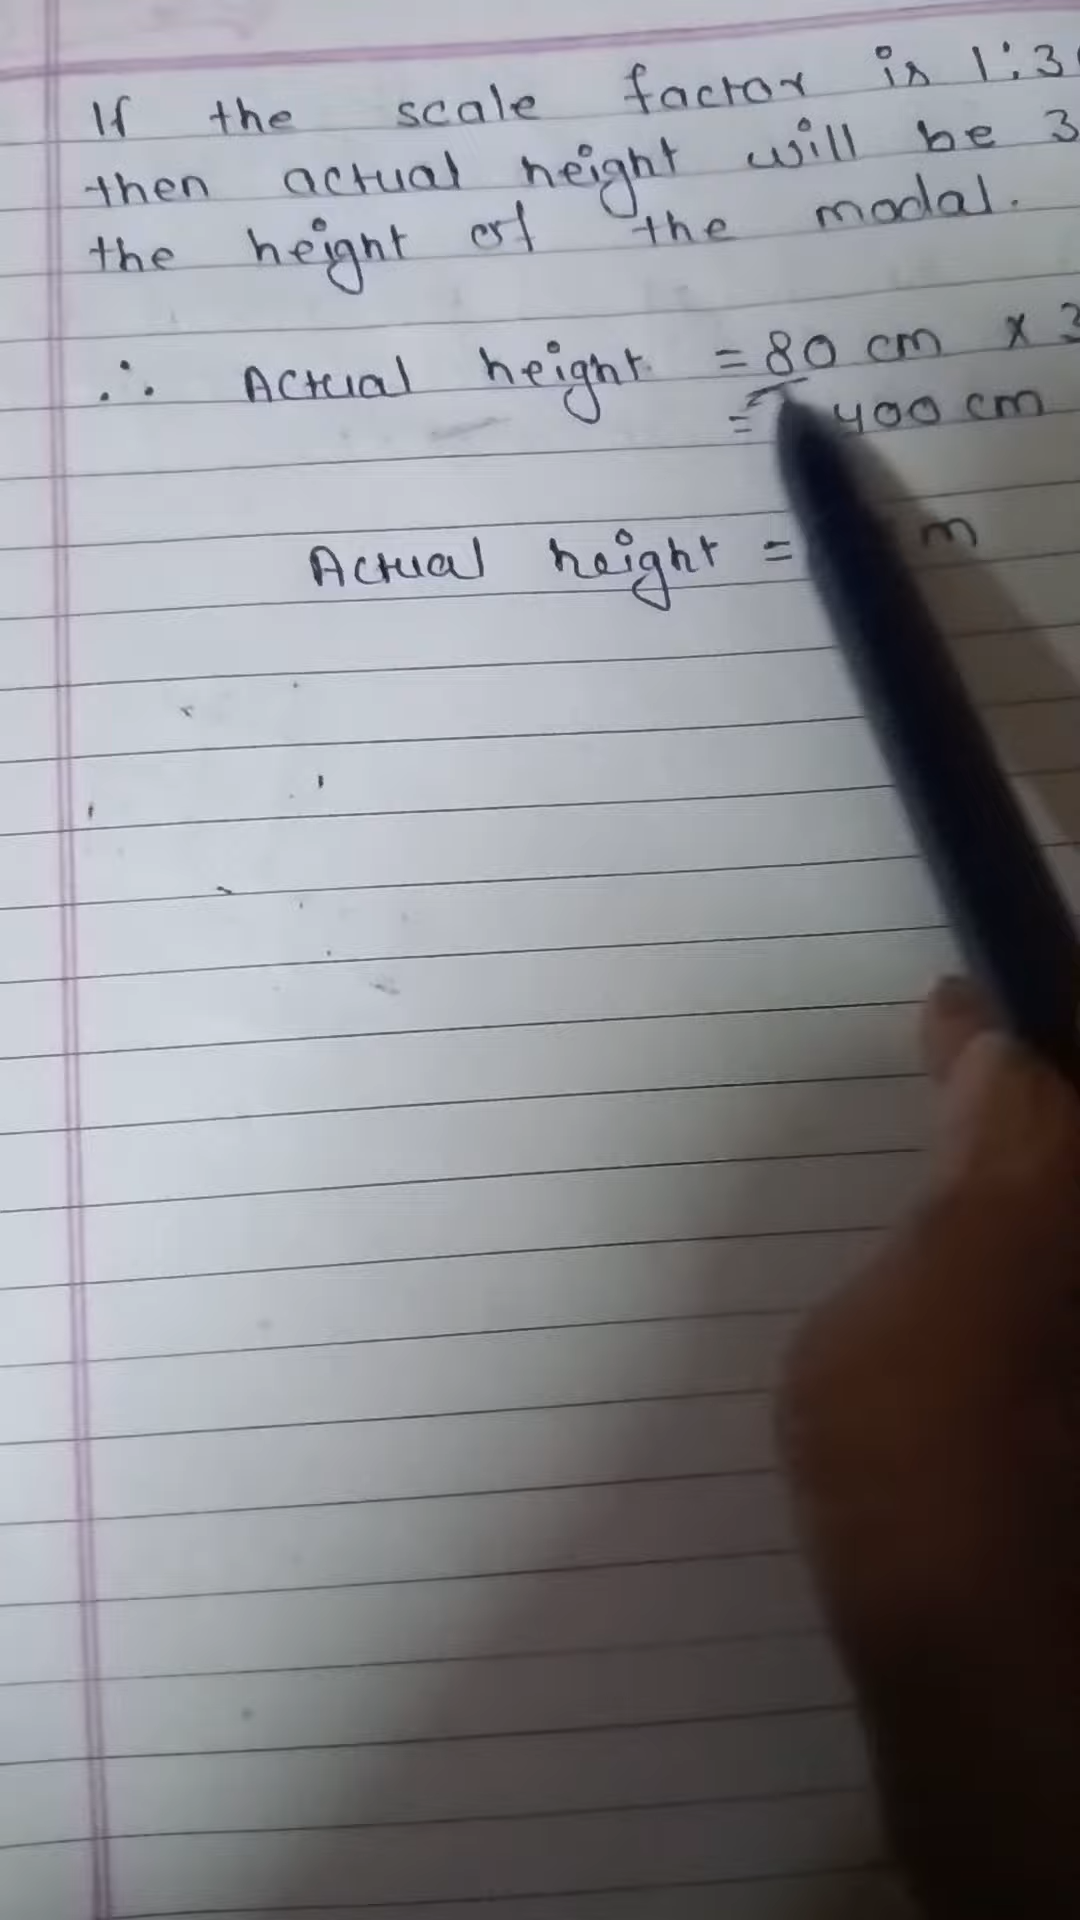 If the scale factor is 1:3
then actual height will be 3
the height of the modal.
∴ Actual height = 80 cm × 3
= 400 cm
Actual height = m